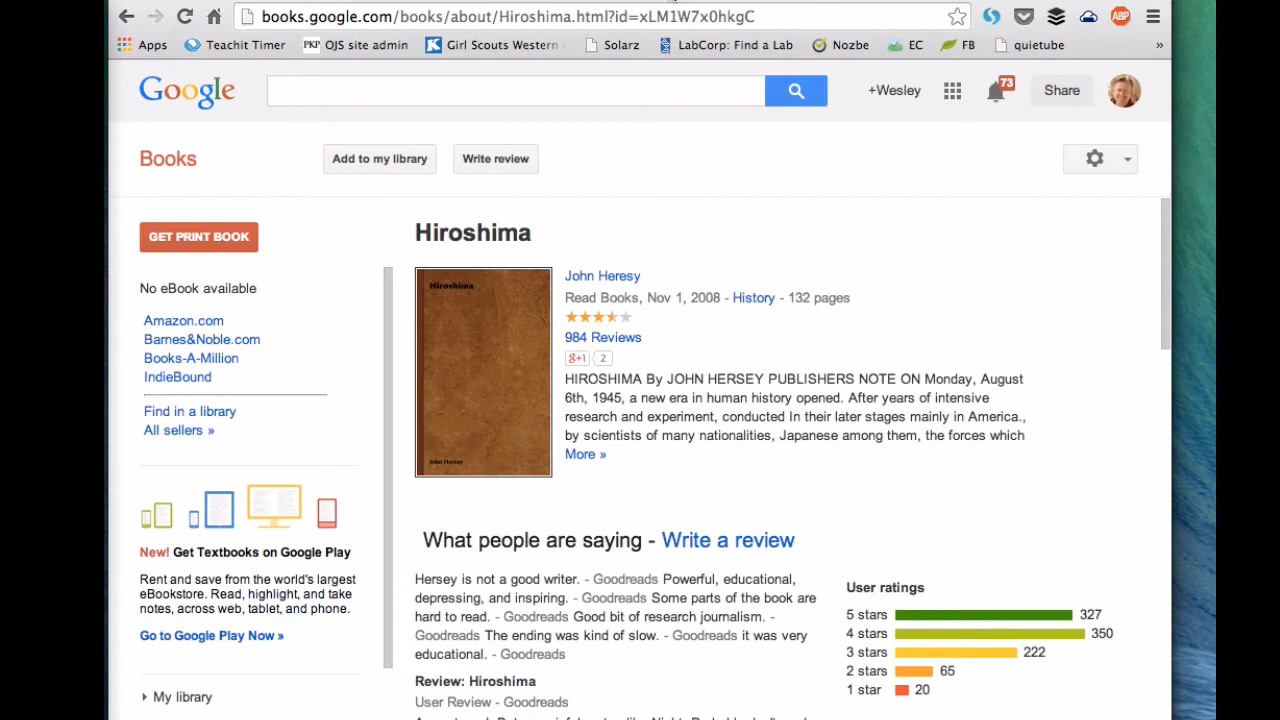 books.google.com/books/about/Hiroshima.html?id=xLM1W7x0hkgC
ABP
Apps
Teachit Timer
PKP OJS site admin
Girl Scouts Western
Solarz
LabCorp: Find a Lab
Nozbe
EC
FB
quietube
»
Google
+Wesley
73
Share
Books
Add to my library
Write review
GET PRINT BOOK
No eBook available
Amazon.com
Barnes&Noble.com
Books-A-Million
IndieBound
Find in a library
All sellers »
New! Get Textbooks on Google Play
Rent and save from the world's largest
eBookstore. Read, highlight, and take
notes, across web, tablet, and phone.
Go to Google Play Now »
My library
Hiroshima
Hiroshima
John Hersey
John Heresy
Read Books, Nov 1, 2008 - History - 132 pages
984 Reviews
g+1 2
HIROSHIMA By JOHN HERSEY PUBLISHERS NOTE ON Monday, August
6th, 1945, a new era in human history opened. After years of intensive
research and experiment, conducted In their later stages mainly in America.,
by scientists of many nationalities, Japanese among them, the forces which
More »
What people are saying - Write a review
Hersey is not a good writer. - Goodreads Powerful, educational,
depressing, and inspiring. - Goodreads Some parts of the book are
hard to read. - Goodreads Good bit of research journalism. -
Goodreads The ending was kind of slow. - Goodreads it was very
educational. - Goodreads
Review: Hiroshima
User Review - Goodreads
User ratings
5 stars 327
4 stars 350
3 stars 222
2 stars 65
1 star 20